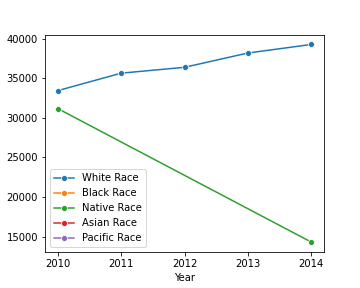 40000
35000
30000
25000
20000
15000
White Race
Black Race
Native Race
Asian Race
Pacific Race
2010 2011 2012 2013 2014
Year